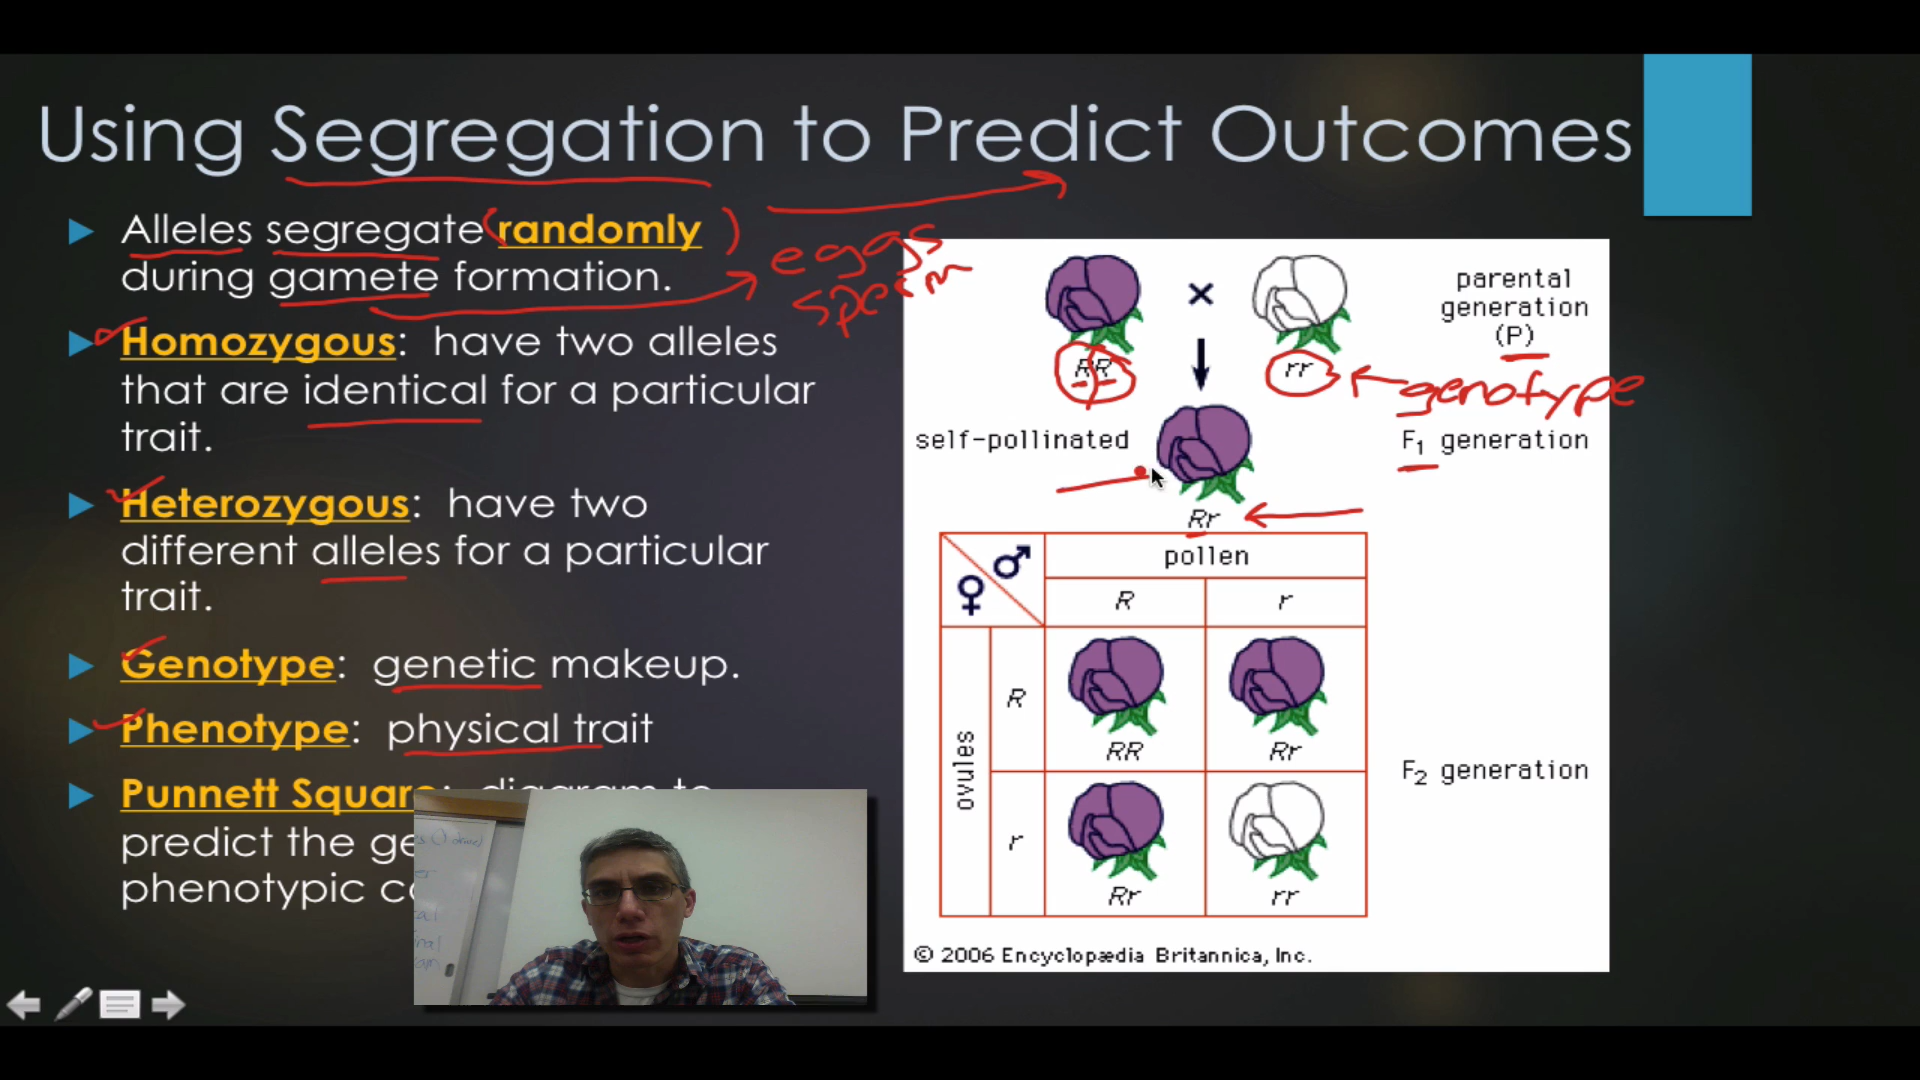 Using Segregation to Predict Outcomes
Alleles segregate randomly
during gamete formation.
eggs
sperm
Homozygous: have two alleles
that are identical for a particular
trait.
Heterozygous: have two
different alleles for a particular
trait.
Genotype: genetic makeup.
Phenotype: physical trait
Punnett Square: diagram to
predict the ge
phenotypic co
×
parental
generation
(P)
RR
rr
genotype
self-pollinated
F₁ generation
Rr
♀ ♂
pollen
R r
ovules
R
RR Rr
F₂ generation
r
Rr rr
© 2006 Encyclopædia Britannica, Inc.